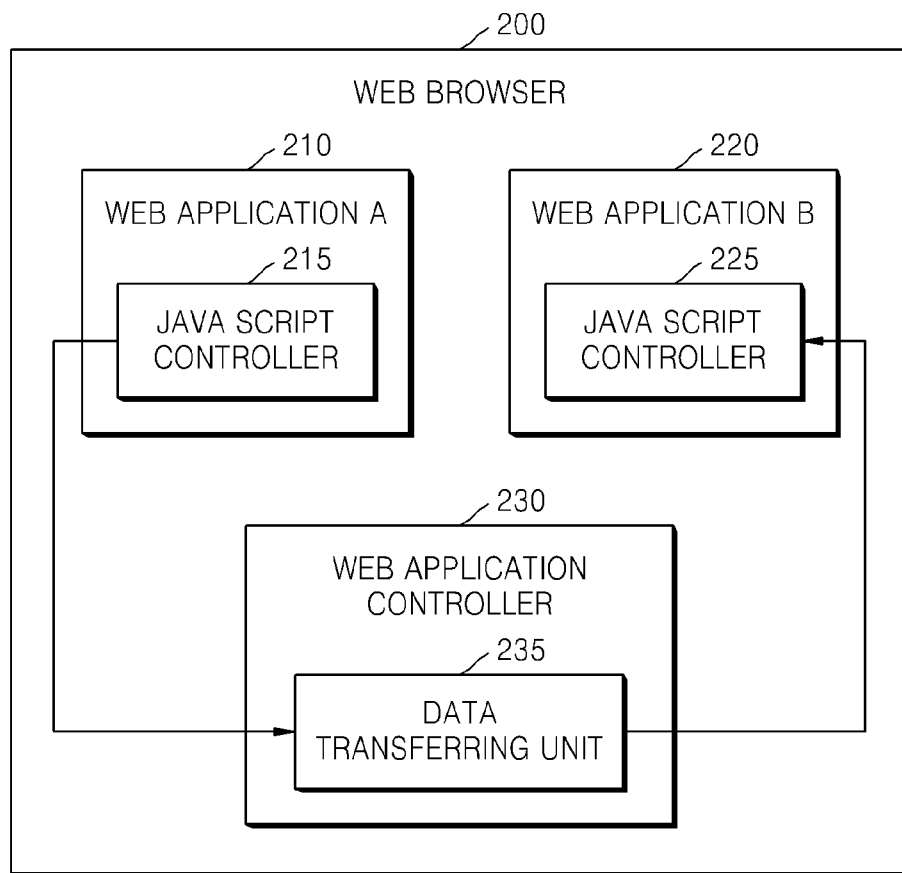 200
WEB BROWSER
210
220
WEB APPLICATION A
WEB APPLICATION B
215
225
JAVA SCRIPT
CONTROLLER
JAVA SCRIPT
CONTROLLER
230
WEB APPLICATION
CONTROLLER
235
DATA
TRANSFERRING UNIT